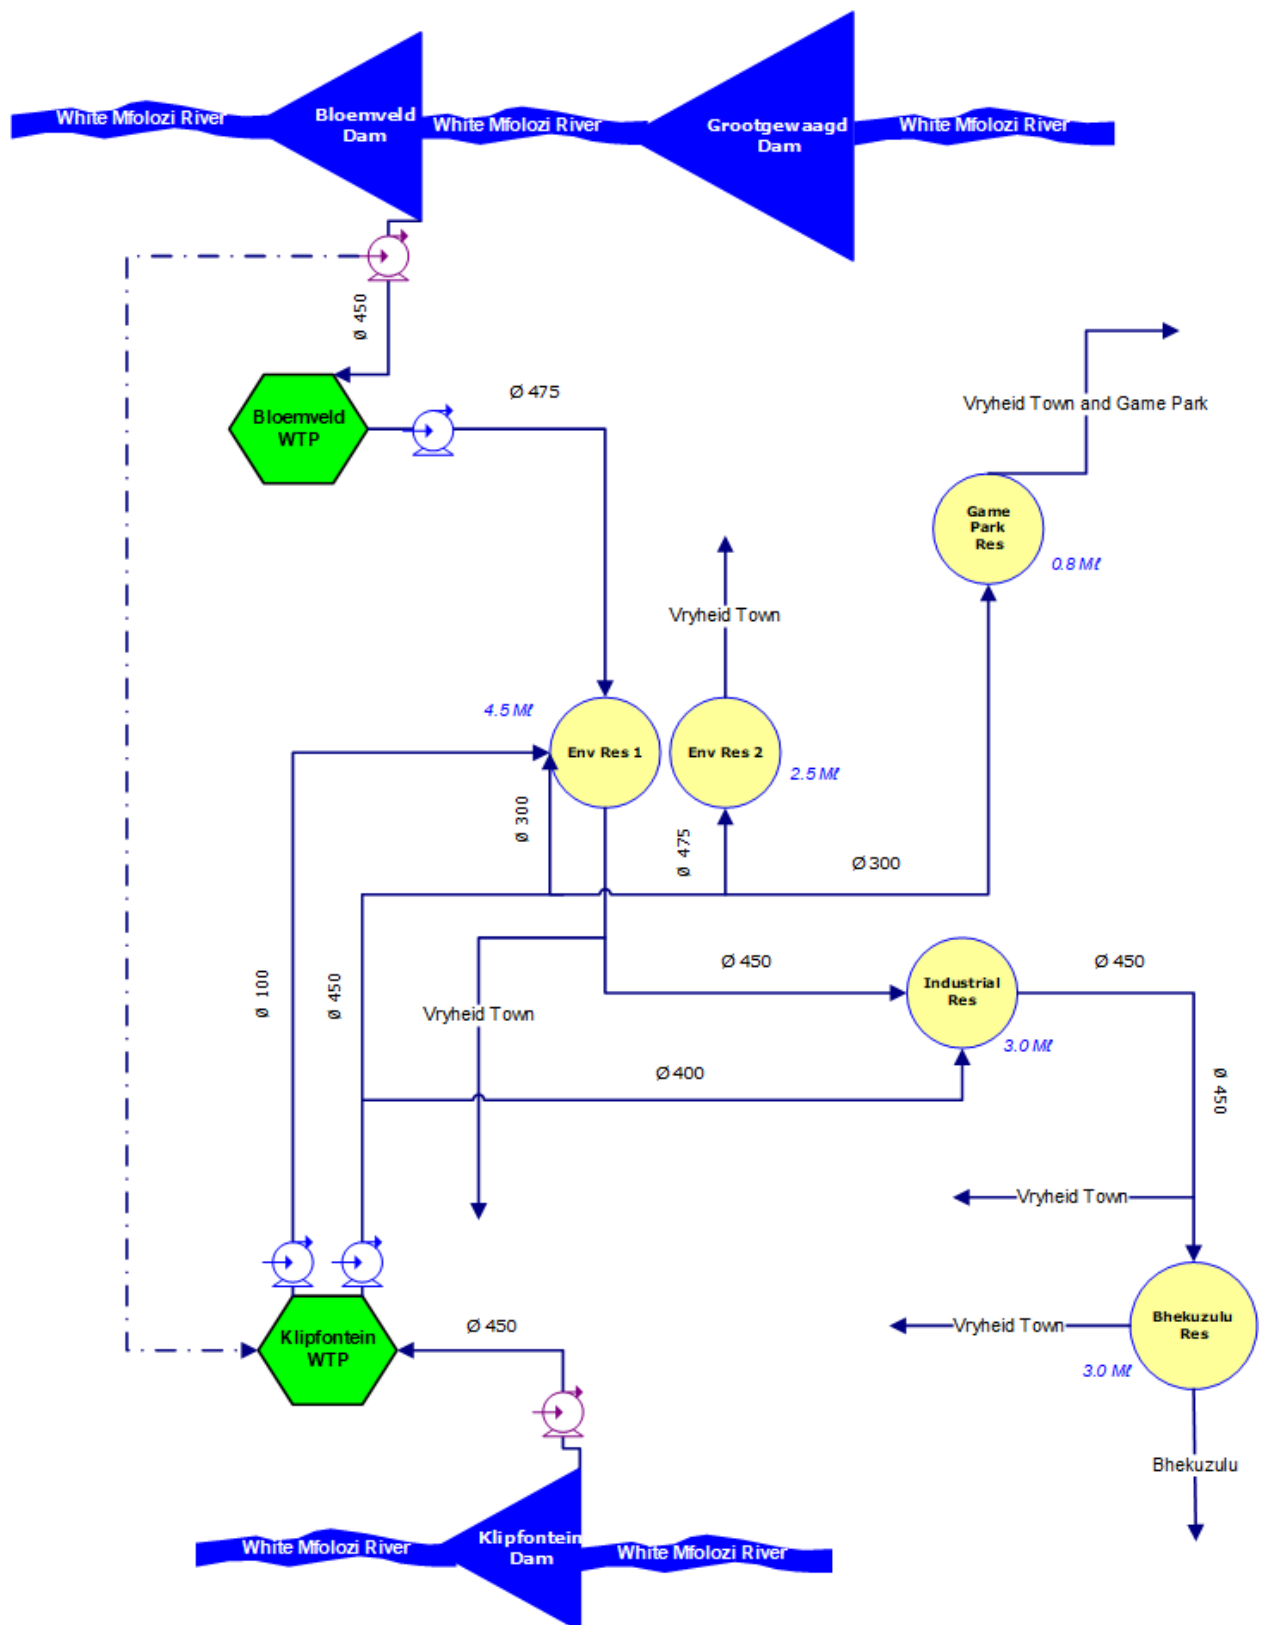 White Mfolozi River
Bloemveld
Dam
White Mfolozi River
Grootgewaagd
Dam
White Mfolozi River
Ø 450
Bloemveld
WTP
Ø 475
Vryheid Town and Game Park
Game
Park
Res
0.8 Mℓ
Vryheid Town
4.5 Mℓ
Env Res 1
Env Res 2
2.5 Mℓ
Ø 300
Ø 475
Ø 300
Ø 100
Ø 450
Vryheid Town
Ø 450
Industrial
Res
3.0 Mℓ
Ø 450
Ø 400
Ø 450
Vryheid Town
Klipfontein
WTP
Ø 450
Vryheid Town
Bhekuzulu
Res
3.0 Mℓ
Bhekuzulu
White Mfolozi River
Klipfontein
Dam
White Mfolozi River